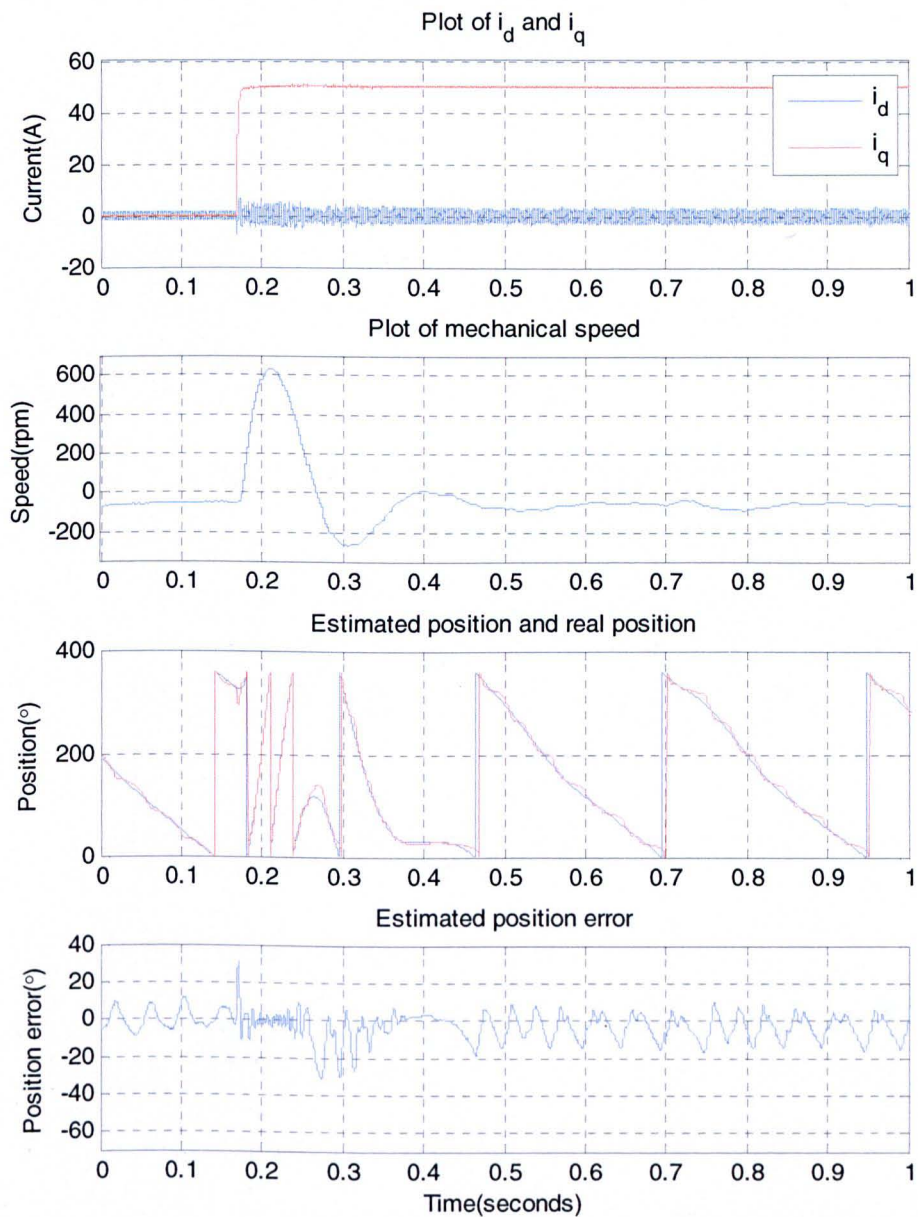 Plot of i_d and i_q
Current(A)
60
40
20
0
-20
i_d
i_q
0 0.1 0.2 0.3 0.4 0.5 0.6 0.7 0.8 0.9 1
Plot of mechanical speed
Speed(rpm)
600
400
200
0
-200
0 0.1 0.2 0.3 0.4 0.5 0.6 0.7 0.8 0.9 1
Estimated position and real position
Position(°)
400
200
0
0 0.1 0.2 0.3 0.4 0.5 0.6 0.7 0.8 0.9 1
Estimated position error
Position error(°)
40
20
0
-20
-40
-60
0 0.1 0.2 0.3 0.4 0.5 0.6 0.7 0.8 0.9 1
Time(seconds)